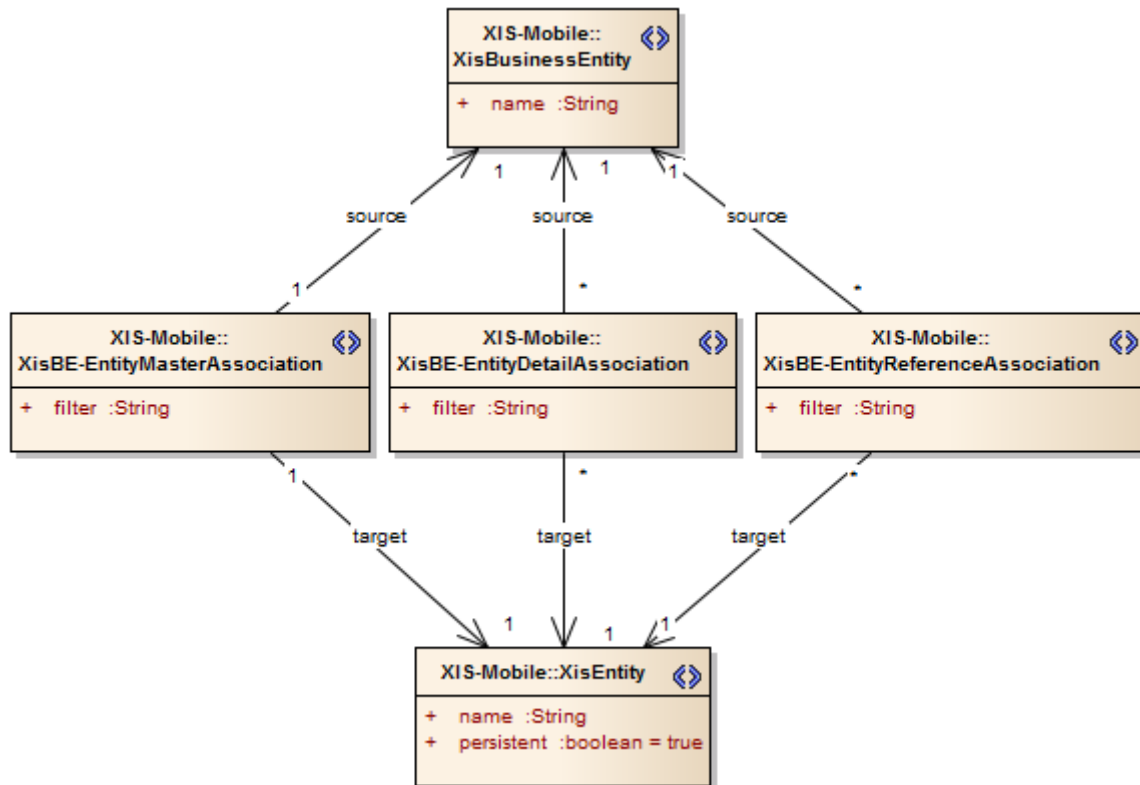 XIS-Mobile::
XisBusinessEntity
+ name :String
1 1 1
source source source
1 * *
XIS-Mobile::
XisBE-EntityMasterAssociation
+ filter :String
XIS-Mobile::
XisBE-EntityDetailAssociation
+ filter :String
XIS-Mobile::
XisBE-EntityReferenceAssociation
+ filter :String
1 * *
target target target
1 1 1
XIS-Mobile::XisEntity
+ name :String
+ persistent :boolean = true